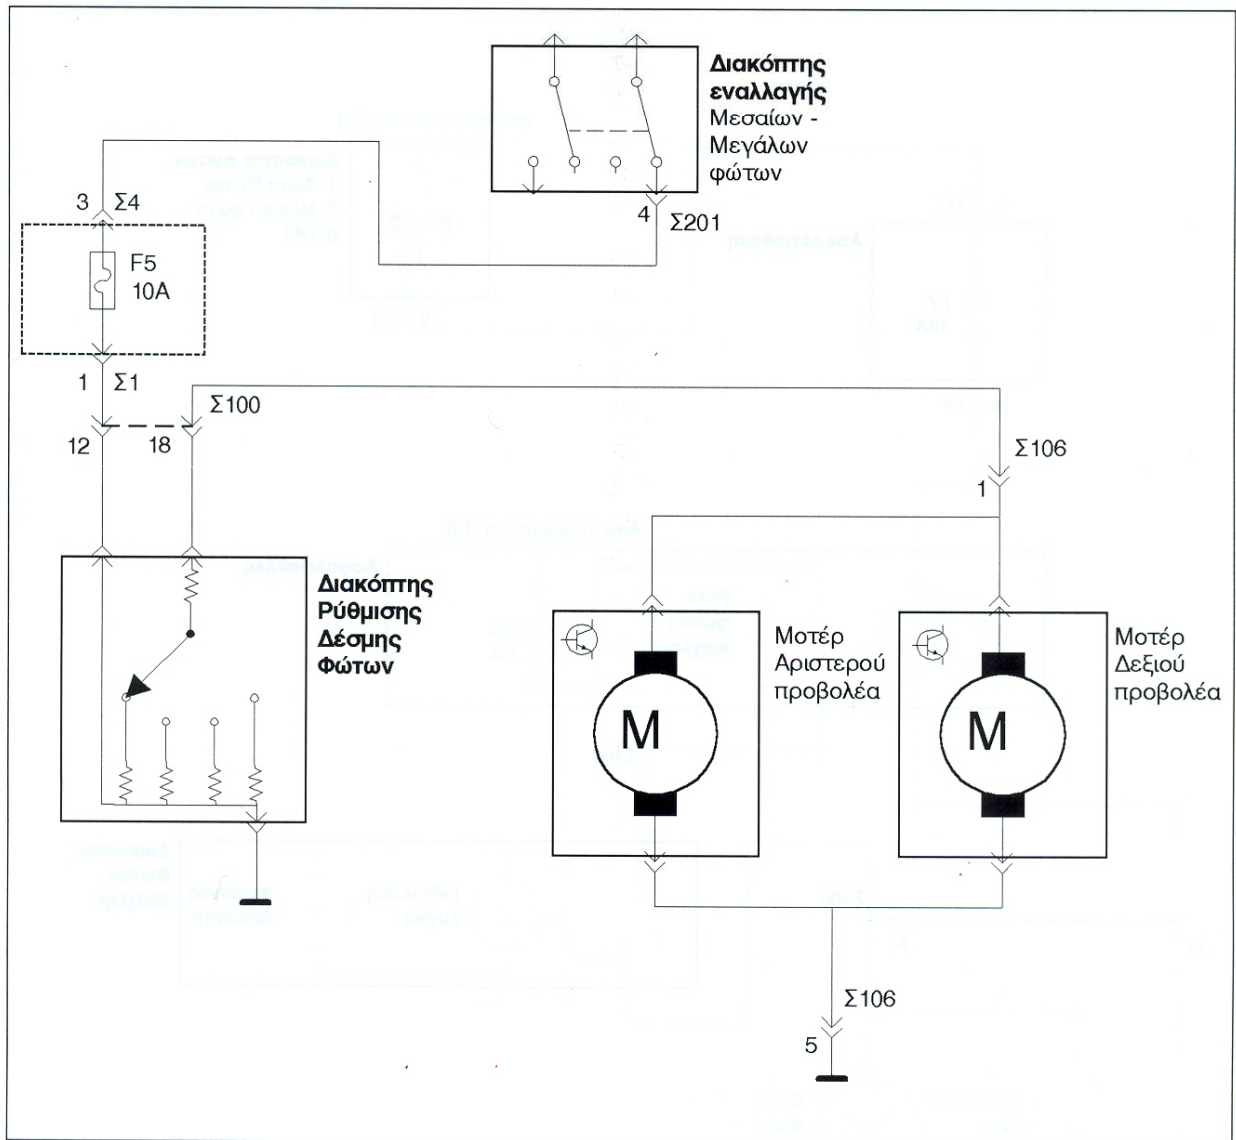 Διακόπτης
εναλλαγής
Μεσαίων -
Μεγάλων
φώτων
3 Σ4
4 Σ201
F5
10A
1 Σ1
Σ100
12 18
Σ106
1
Διακόπτης
Ρύθμισης
Δέσμης
Φώτων
Μοτέρ
Αριστερού
προβολέα
Μοτέρ
Δεξιού
προβολέα
M
M
Σ106
5